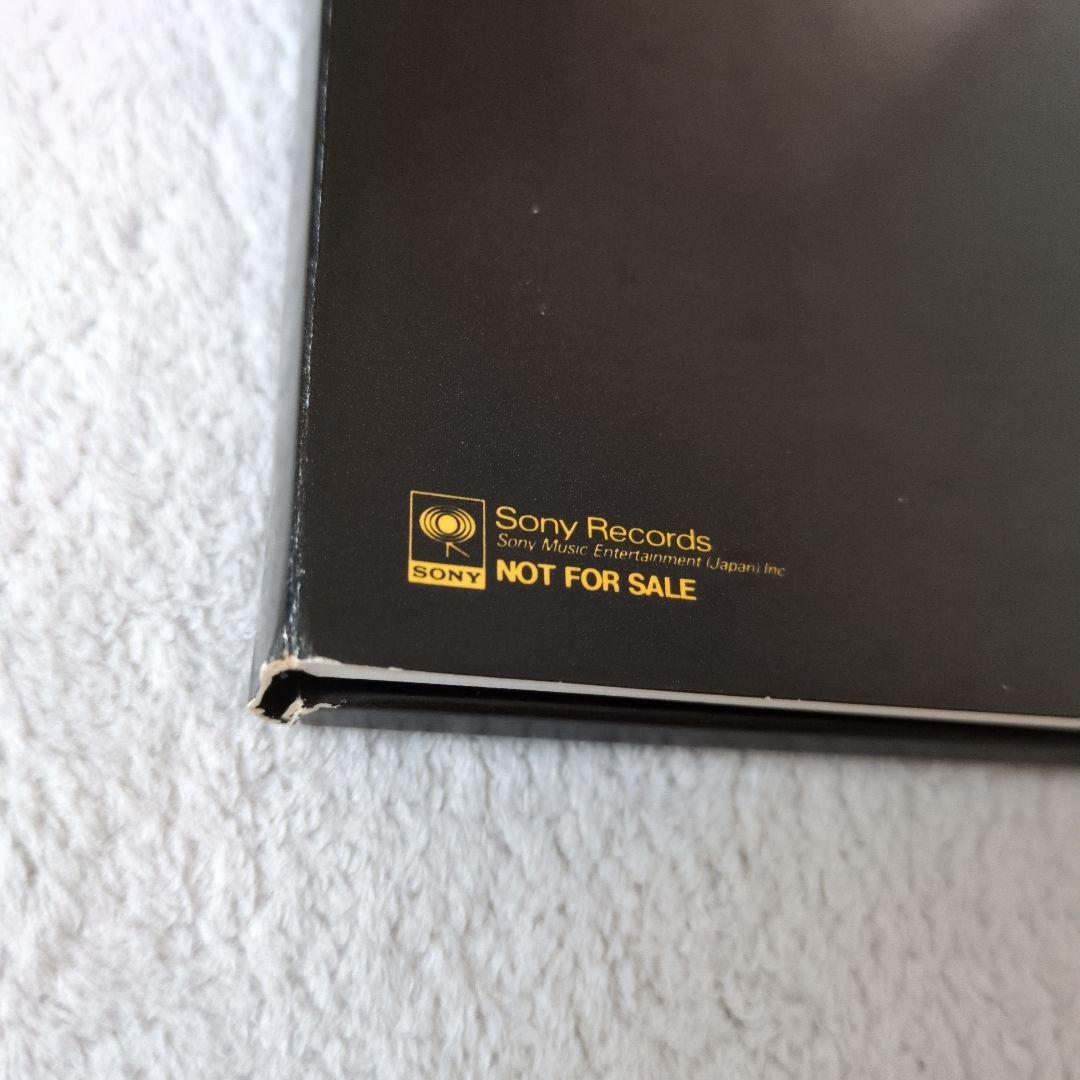 Sony Records
Sony Music Entertainment (Japan) Inc
SONY
NOT FOR SALE